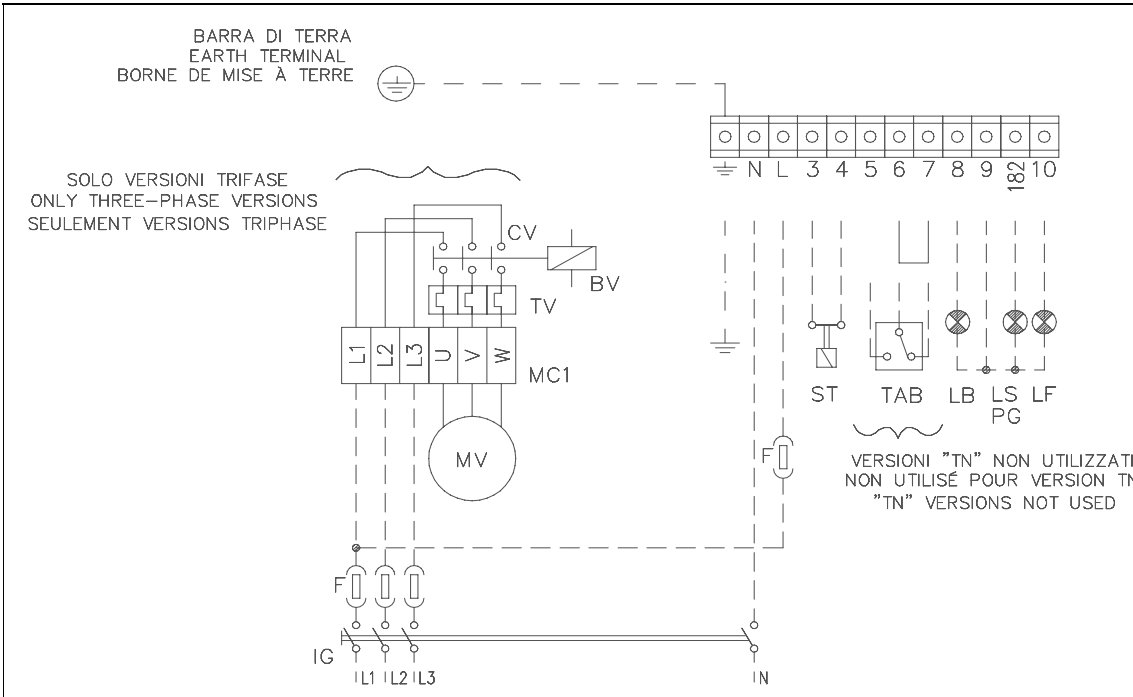 BARRA DI TERRA
EARTH TERMINAL
BORNE DE MISE À TERRE
N L 3 4 5 6 7 8 9 182 10
SOLO VERSIONI TRIFASE
ONLY THREE-PHASE VERSIONS
SEULEMENT VERSIONS TRIPHASE
CV
BV
TV
L1 L2 L3 U V W
MC1
MV
ST TAB LB LS LF
PG
F
VERSIONI "TN" NON UTILIZZATI
NON UTILISÉ POUR VERSION TN
"TN" VERSIONS NOT USED
F
IG
L1 L2 L3 N